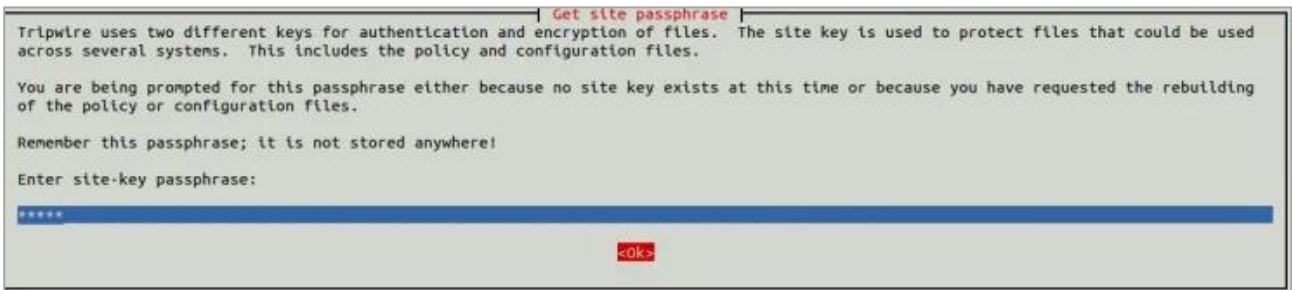 Get site passphrase
Tripwire uses two different keys for authentication and encryption of files.  The site key is used to protect files that could be used
across several systems.  This includes the policy and configuration files.
You are being prompted for this passphrase either because no site key exists at this time or because you have requested the rebuilding
of the policy or configuration files.
Remember this passphrase; it is not stored anywhere!
Enter site-key passphrase:
*****
<Ok>